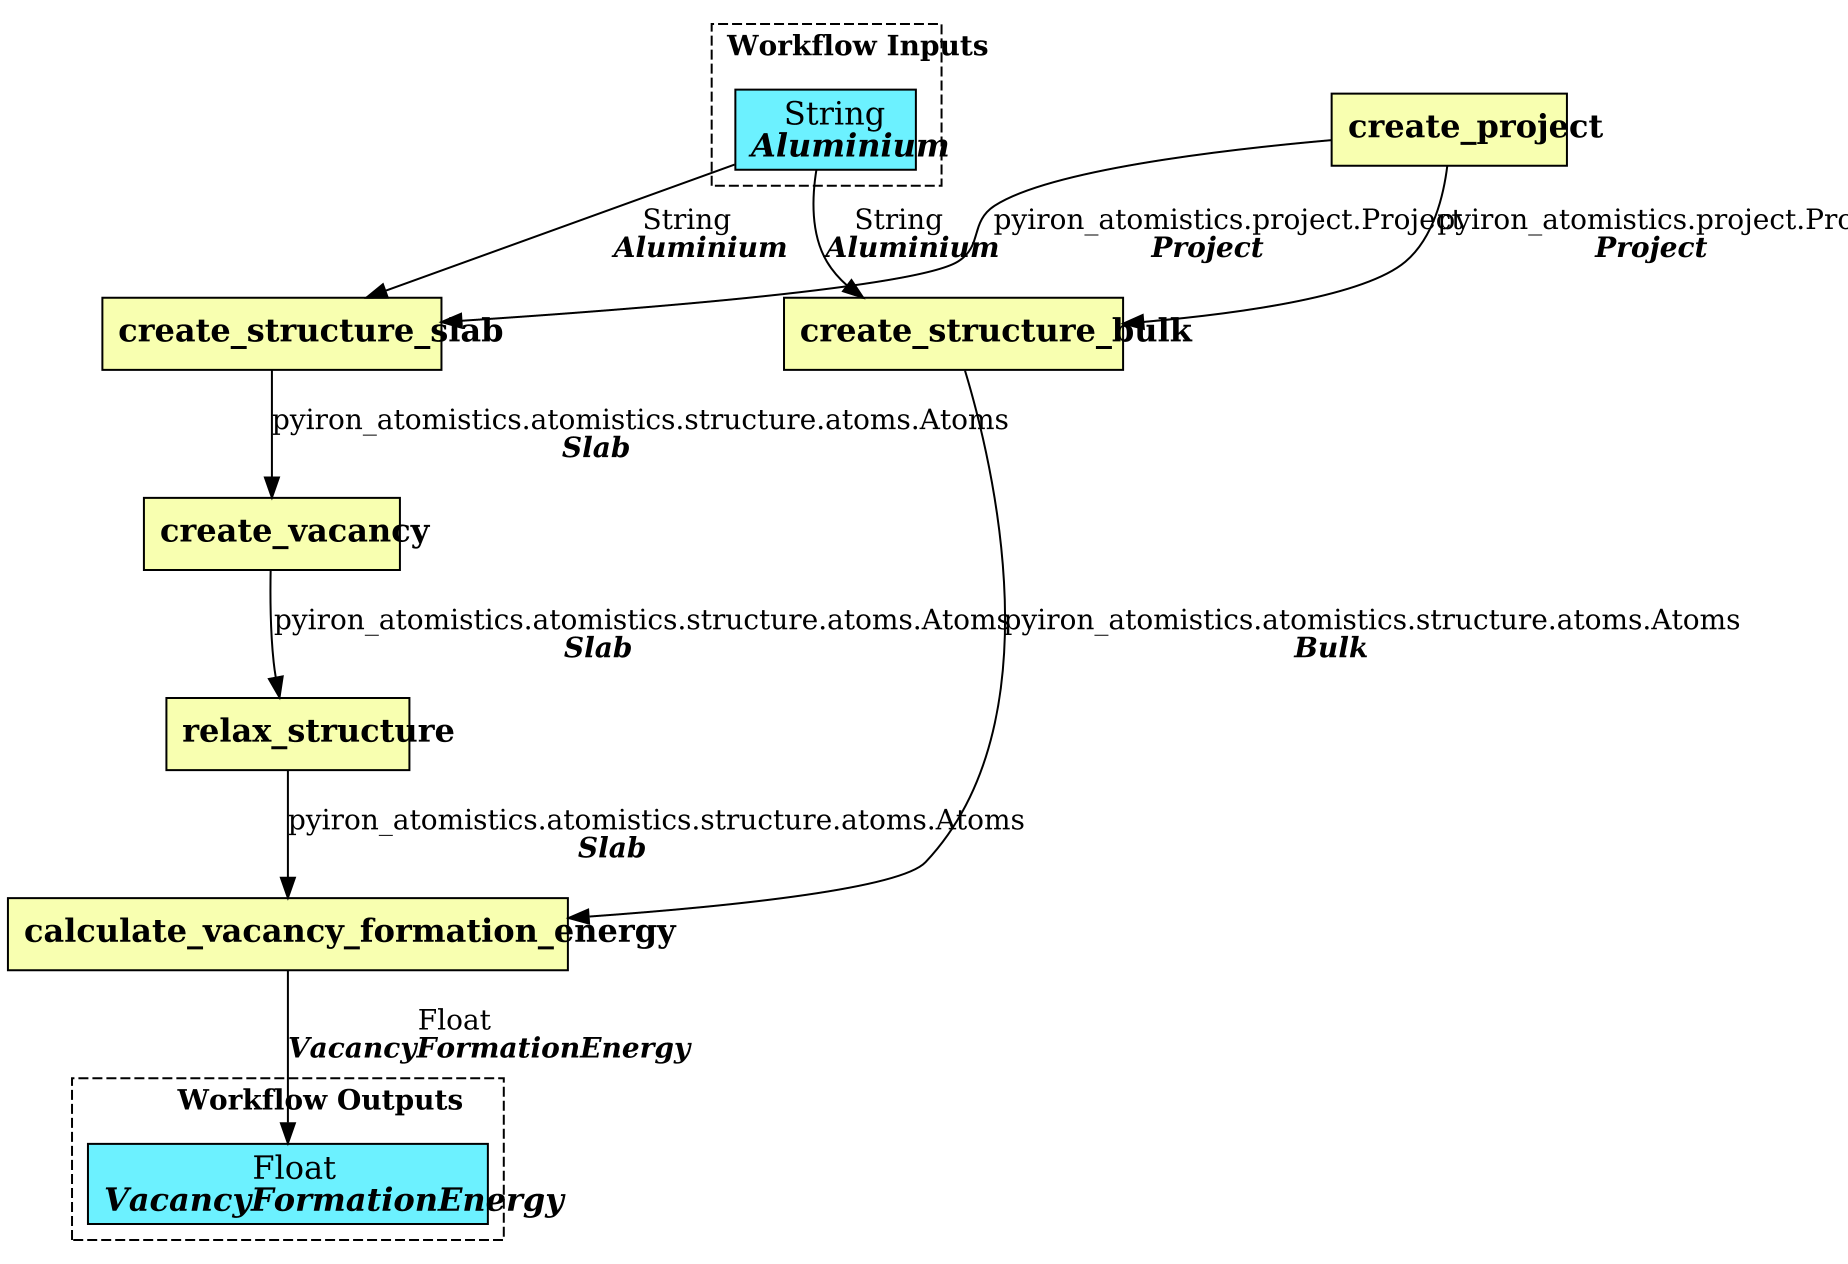 Workflow Inputs
String
Aluminium
create_project
String
Aluminium
String
Aluminium
pyiron_atomistics.project.Project
Project
pyiron_atomistics.project.Pro
Project
create_structure_slab
create_structure_bulk
pyiron_atomistics.atomistics.structure.atoms.Atoms
Slab
create_vacancy
pyiron_atomistics.atomistics.structure.atoms.Atoms
Slab
pyiron_atomistics.atomistics.structure.atoms.Atoms
Bulk
relax_structure
pyiron_atomistics.atomistics.structure.atoms.Atoms
Slab
calculate_vacancy_formation_energy
Float
VacancyFormationEnergy
Workflow Outputs
Float
VacancyFormationEnergy